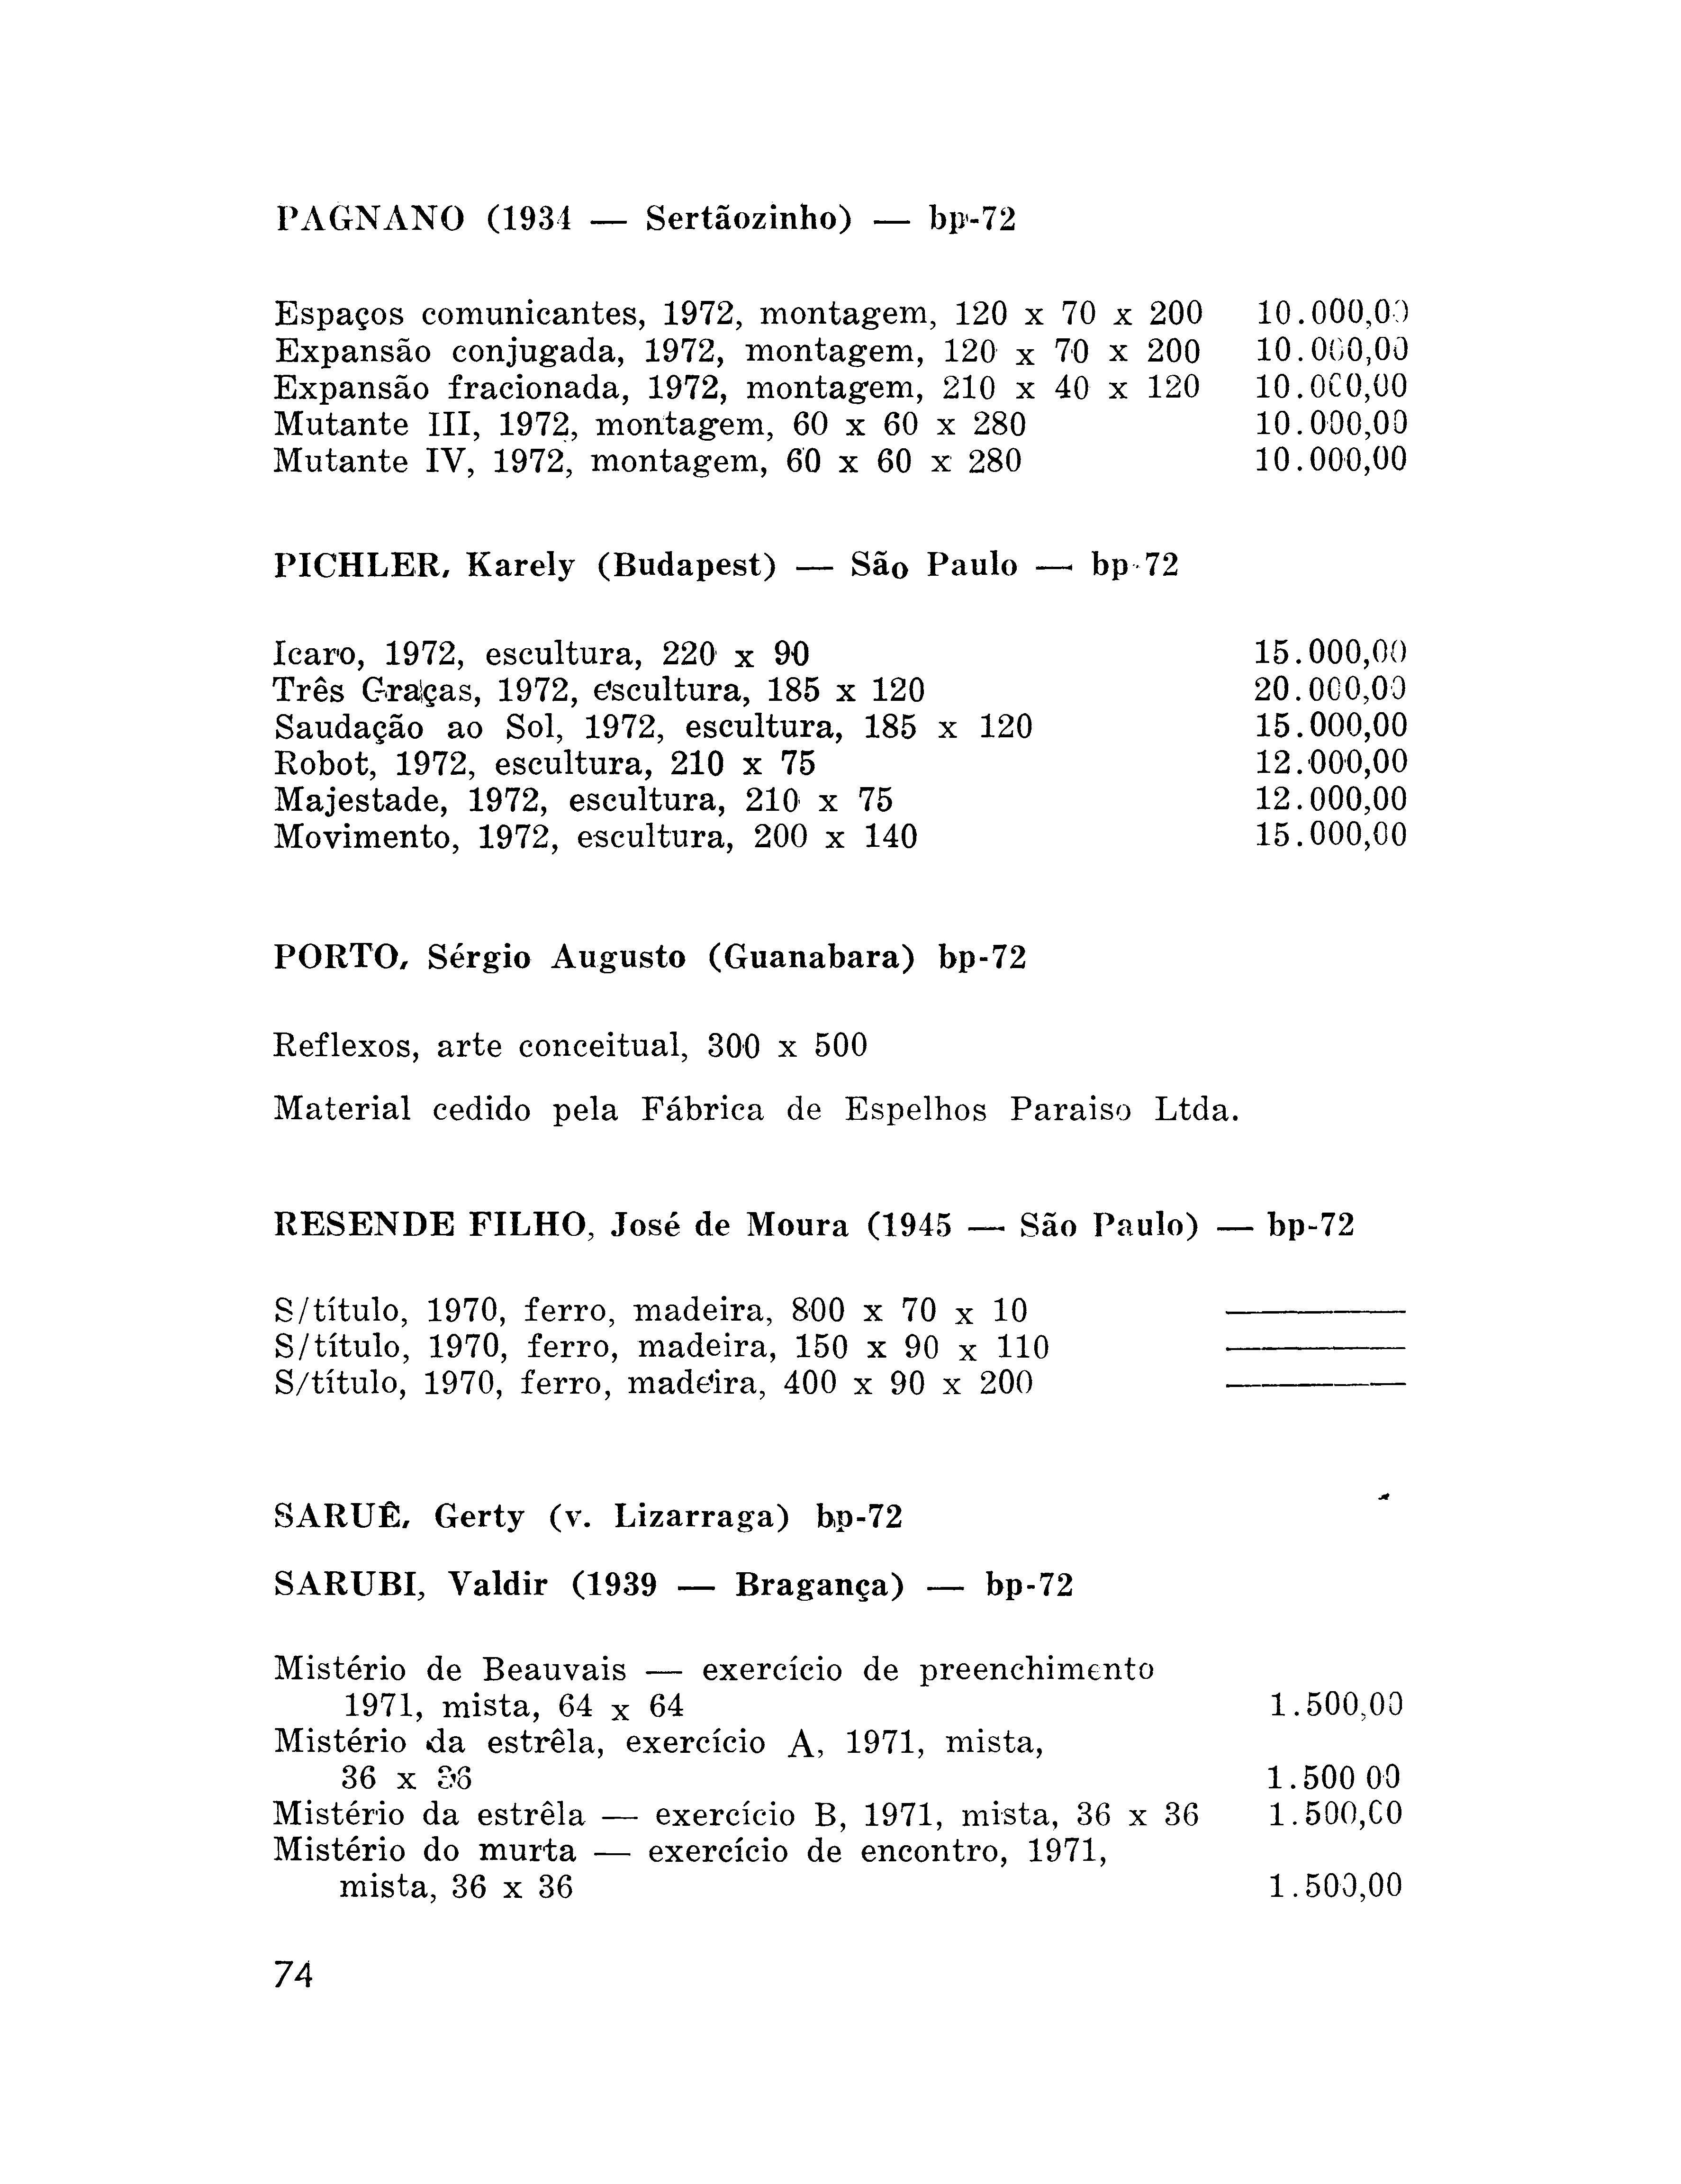 PAGNANO (1934 — Sertãozinho) — bp-72
Espaços comunicantes, 1972, montagem, 120 x 70 x 200 10.000,00
Expansão conjugada, 1972, montagem, 120 x 70 x 200 10.000,00
Expansão fracionada, 1972, montagem, 210 x 40 x 120 10.000,00
Mutante III, 1972, montagem, 60 x 60 x 280 10.000,00
Mutante IV, 1972, montagem, 60 x 60 x 280 10.000,00
PICHLER, Karely (Budapest) — São Paulo — bp-72
Icaro, 1972, escultura, 220 x 90 15.000,00
Três Graças, 1972, escultura, 185 x 120 20.000,00
Saudação ao Sol, 1972, escultura, 185 x 120 15.000,00
Robot, 1972, escultura, 210 x 75 12.000,00
Majestade, 1972, escultura, 210 x 75 12.000,00
Movimento, 1972, escultura, 200 x 140 15.000,00
PORTO, Sérgio Augusto (Guanabara) bp-72
Reflexos, arte conceitual, 300 x 500
Material cedido pela Fábrica de Espelhos Paraiso Ltda.
RESENDE FILHO, José de Moura (1945 — São Paulo) — bp-72
S/título, 1970, ferro, madeira, 800 x 70 x 10 ————
S/título, 1970, ferro, madeira, 150 x 90 x 110 ————
S/título, 1970, ferro, madeira, 400 x 90 x 200 ————
SARUÊ, Gerty (v. Lizarraga) bp-72
SARUBI, Valdir (1939 — Bragança) — bp-72
Mistério de Beauvais — exercício de preenchimento
1971, mista, 64 x 64 1.500,00
Mistério da estrêla, exercício A, 1971, mista,
36 x 36 1.500 00
Mistério da estrêla — exercício B, 1971, mista, 36 x 36 1.500,00
Mistério do murta — exercício de encontro, 1971,
mista, 36 x 36 1.500,00
74